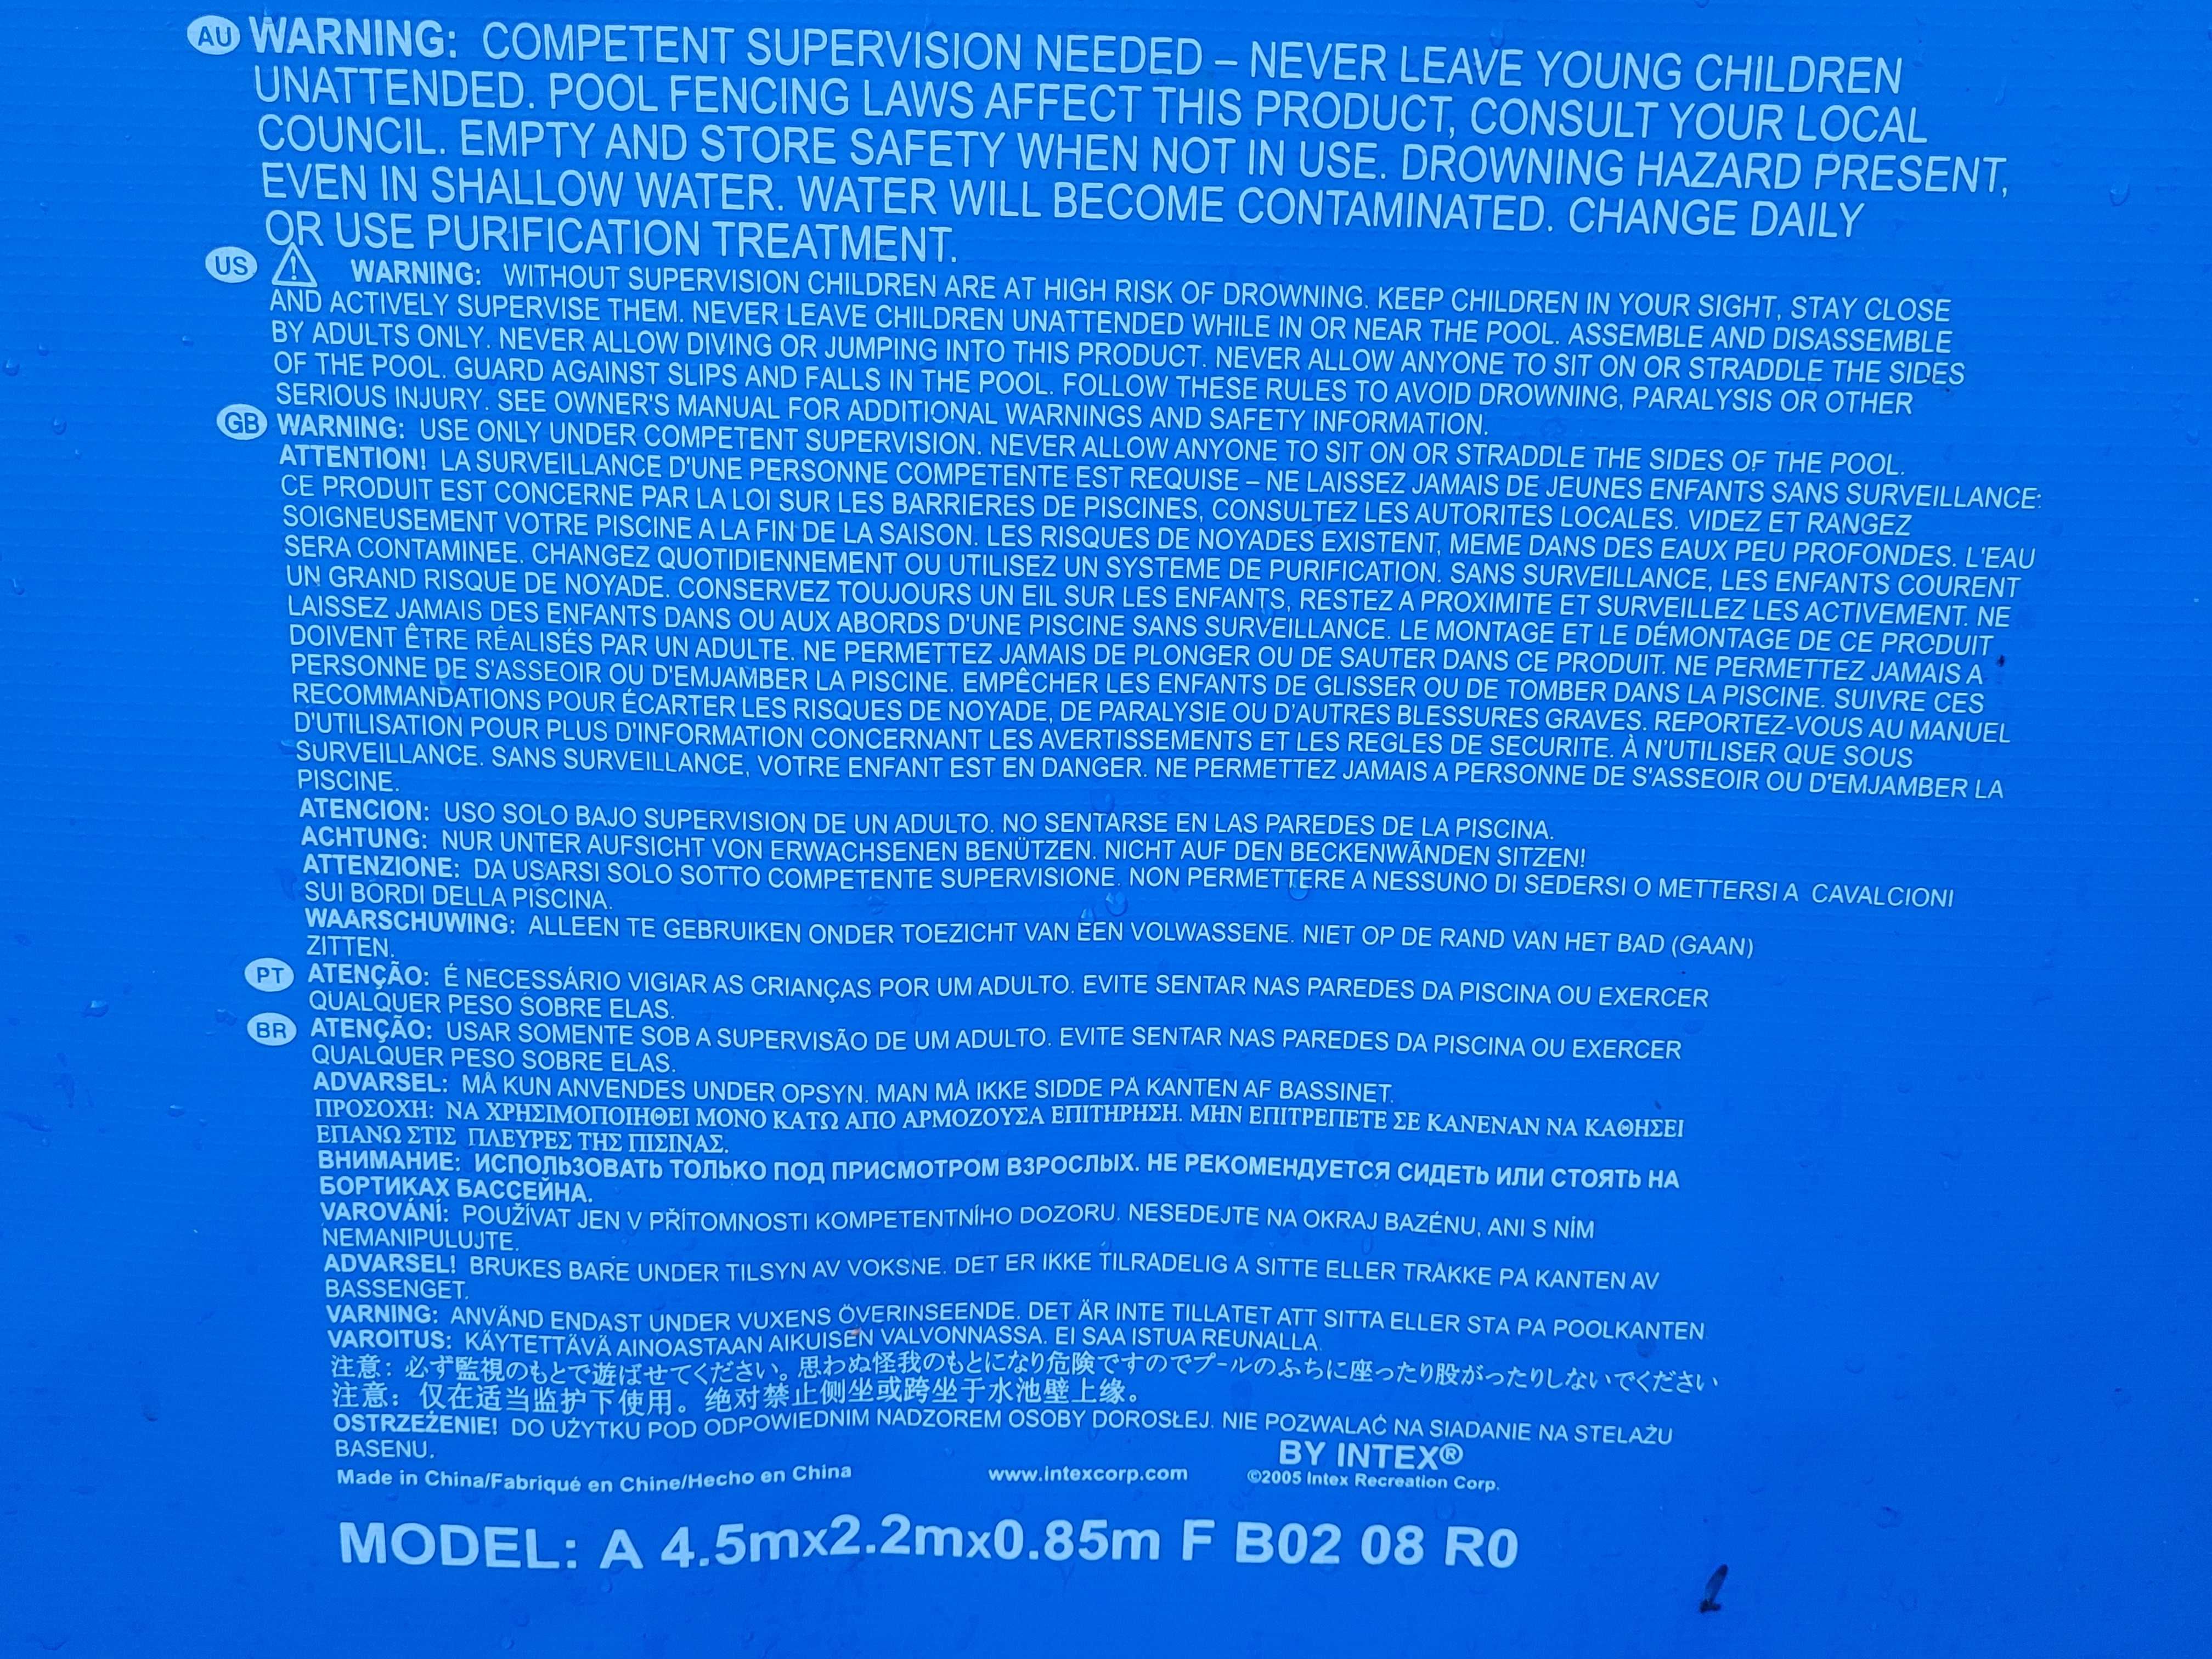 AU WARNING: COMPETENT SUPERVISION NEEDED – NEVER LEAVE YOUNG CHILDREN
UNATTENDED. POOL FENCING LAWS AFFECT THIS PRODUCT, CONSULT YOUR LOCAL
COUNCIL. EMPTY AND STORE SAFETY WHEN NOT IN USE. DROWNING HAZARD PRESENT,
EVEN IN SHALLOW WATER. WATER WILL BECOME CONTAMINATED. CHANGE DAILY
OR USE PURIFICATION TREATMENT.
US WARNING: WITHOUT SUPERVISION CHILDREN ARE AT HIGH RISK OF DROWNING. KEEP CHILDREN IN YOUR SIGHT, STAY CLOSE
AND ACTIVELY SUPERVISE THEM. NEVER LEAVE CHILDREN UNATTENDED WHILE IN OR NEAR THE POOL. ASSEMBLE AND DISASSEMBLE
BY ADULTS ONLY. NEVER ALLOW DIVING OR JUMPING INTO THIS PRODUCT. NEVER ALLOW ANYONE TO SIT ON OR STRADDLE THE SIDES
OF THE POOL. GUARD AGAINST SLIPS AND FALLS IN THE POOL. FOLLOW THESE RULES TO AVOID DROWNING, PARALYSIS OR OTHER
SERIOUS INJURY. SEE OWNER'S MANUAL FOR ADDITIONAL WARNINGS AND SAFETY INFORMATION.
GB WARNING: USE ONLY UNDER COMPETENT SUPERVISION. NEVER ALLOW ANYONE TO SIT ON OR STRADDLE THE SIDES OF THE POOL.
ATTENTION! LA SURVEILLANCE D'UNE PERSONNE COMPETENTE EST REQUISE – NE LAISSEZ JAMAIS DE JEUNES ENFANTS SANS SURVEILLANCE:
CE PRODUIT EST CONCERNE PAR LA LOI SUR LES BARRIERES DE PISCINES, CONSULTEZ LES AUTORITES LOCALES. VIDEZ ET RANGEZ
SOIGNEUSEMENT VOTRE PISCINE A LA FIN DE LA SAISON. LES RISQUES DE NOYADES EXISTENT, MEME DANS DES EAUX PEU PROFONDES. L'EAU
SERA CONTAMINEE. CHANGEZ QUOTIDIENNEMENT OU UTILISEZ UN SYSTEME DE PURIFICATION. SANS SURVEILLANCE, LES ENFANTS COURENT
UN GRAND RISQUE DE NOYADE. CONSERVEZ TOUJOURS UN EIL SUR LES ENFANTS, RESTEZ A PROXIMITE ET SURVEILLEZ LES ACTIVEMENT. NE
LAISSEZ JAMAIS DES ENFANTS DANS OU AUX ABORDS D'UNE PISCINE SANS SURVEILLANCE. LE MONTAGE ET LE DÉMONTAGE DE CE PRODUIT
DOIVENT ÊTRE RÊALISÉS PAR UN ADULTE. NE PERMETTEZ JAMAIS DE PLONGER OU DE SAUTER DANS CE PRODUIT. NE PERMETTEZ JAMAIS A
PERSONNE DE S'ASSEOIR OU D'EMJAMBER LA PISCINE. EMPÊCHER LES ENFANTS DE GLISSER OU DE TOMBER DANS LA PISCINE. SUIVRE CES
RECOMMANDATIONS POUR ÉCARTER LES RISQUES DE NOYADE, DE PARALYSIE OU D'AUTRES BLESSURES GRAVES. REPORTEZ-VOUS AU MANUEL
D'UTILISATION POUR PLUS D'INFORMATION CONCERNANT LES AVERTISSEMENTS ET LES REGLES DE SECURITE. À N'UTILISER QUE SOUS
SURVEILLANCE. SANS SURVEILLANCE, VOTRE ENFANT EST EN DANGER. NE PERMETTEZ JAMAIS A PERSONNE DE S'ASSEOIR OU D'EMJAMBER LA
PISCINE.
ATENCION: USO SOLO BAJO SUPERVISION DE UN ADULTO. NO SENTARSE EN LAS PAREDES DE LA PISCINA.
ACHTUNG: NUR UNTER AUFSICHT VON ERWACHSENEN BENÜTZEN. NICHT AUF DEN BECKENWÃNDEN SITZEN!
ATTENZIONE: DA USARSI SOLO SOTTO COMPETENTE SUPERVISIONE. NON PERMETTERE A NESSUNO DI SEDERSI O METTERSI A CAVALCIONI
SUI BORDI DELLA PISCINA.
WAARSCHUWING: ALLEEN TE GEBRUIKEN ONDER TOEZICHT VAN EEN VOLWASSENE. NIET OP DE RAND VAN HET BAD (GAAN)
ZITTEN.
PT ATENÇÃO: É NECESSÁRIO VIGIAR AS CRIANÇAS POR UM ADULTO. EVITE SENTAR NAS PAREDES DA PISCINA OU EXERCER
QUALQUER PESO SOBRE ELAS.
BR ATENÇÃO: USAR SOMENTE SOB A SUPERVISÃO DE UM ADULTO. EVITE SENTAR NAS PAREDES DA PISCINA OU EXERCER
QUALQUER PESO SOBRE ELAS.
ADVARSEL: MÅ KUN ANVENDES UNDER OPSYN. MAN MÅ IKKE SIDDE PÅ KANTEN AF BASSINET.
ΠΡΟΣΟΧΗ: ΝΑ ΧΡΗΣΙΜΟΠΟΙΗΘΕΙ ΜΟΝΟ ΚΑΤΩ ΑΠΟ ΑΡΜΟΖΟΥΣΑ ΕΠΙΤΗΡΗΣΗ. ΜΗΝ ΕΠΙΤΡΕΠΕΤΕ ΣΕ ΚΑΝΕΝΑΝ ΝΑ ΚΑΘΗΣΕΙ
ΕΠΑΝΩ ΣΤΙΣ ΠΛΕΥΡΕΣ ΤΗΣ ΠΙΣΙΝΑΣ.
ВНИМАНИЕ: ИСПОЛЬЗОВАТЬ ТОЛЬКО ПОД ПРИСМОТРОМ ВЗРОСЛЫХ. НЕ РЕКОМЕНДУЕТСЯ СИДЕТЬ ИЛИ СТОЯТЬ НА
БОРТИКАХ БАССЕЙНА.
VAROVÁNÍ: POUŽÍVAT JEN V PŘÍTOMNOSTI KOMPETENTNÍHO DOZORU. NESEDEJTE NA OKRAJ BAZÉNU, ANI S NÍM
NEMANIPULUJTE.
ADVARSEL! BRUKES BARE UNDER TILSYN AV VOKSNE. DET ER IKKE TILRADELIG A SITTE ELLER TRÅKKE PA KANTEN AV
BASSENGET.
VARNING: ANVÄND ENDAST UNDER VUXENS ÖVERINSEENDE. DET ÄR INTE TILLATET ATT SITTA ELLER STA PA POOLKANTEN
VAROITUS: KÄYTETTÄVÄ AINOASTAAN AIKUISEN VALVONNASSA. EI SAA ISTUA REUNALLA.
注意：必ず監視のもとで遊ばせてください。思わぬ怪我のもとになり危険ですのでプールのふちに座ったり股がったりしないでください
注意：仅在适当监护下使用。绝对禁止侧坐或跨坐于水池壁上缘。
OSTRZEŻENIE! DO UŻYTKU POD ODPOWIEDNIM NADZOREM OSOBY DOROSŁEJ. NIE POZWALAĆ NA SIADANIE NA STELAŻU
BASENU.
BY INTEX®
Made in China/Fabriqué en Chine/Hecho en China www.intexcorp.com ©2005 Intex Recreation Corp.
MODEL: A 4.5mx2.2mx0.85m F B02 08 R0